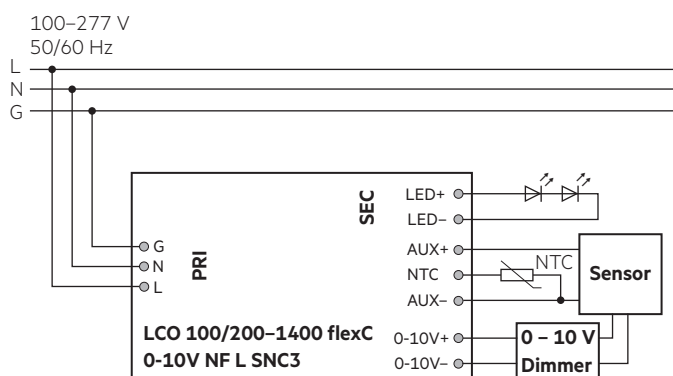 100–277 V
50/60 Hz
L
N
G
SEC
LED+
LED–
AUX+
NTC
AUX–
0-10V+
0-10V–
PRI
G
N
L
NTC
Sensor
LCO 100/200–1400 flexC
0-10V NF L SNC3
0 – 10 V
Dimmer